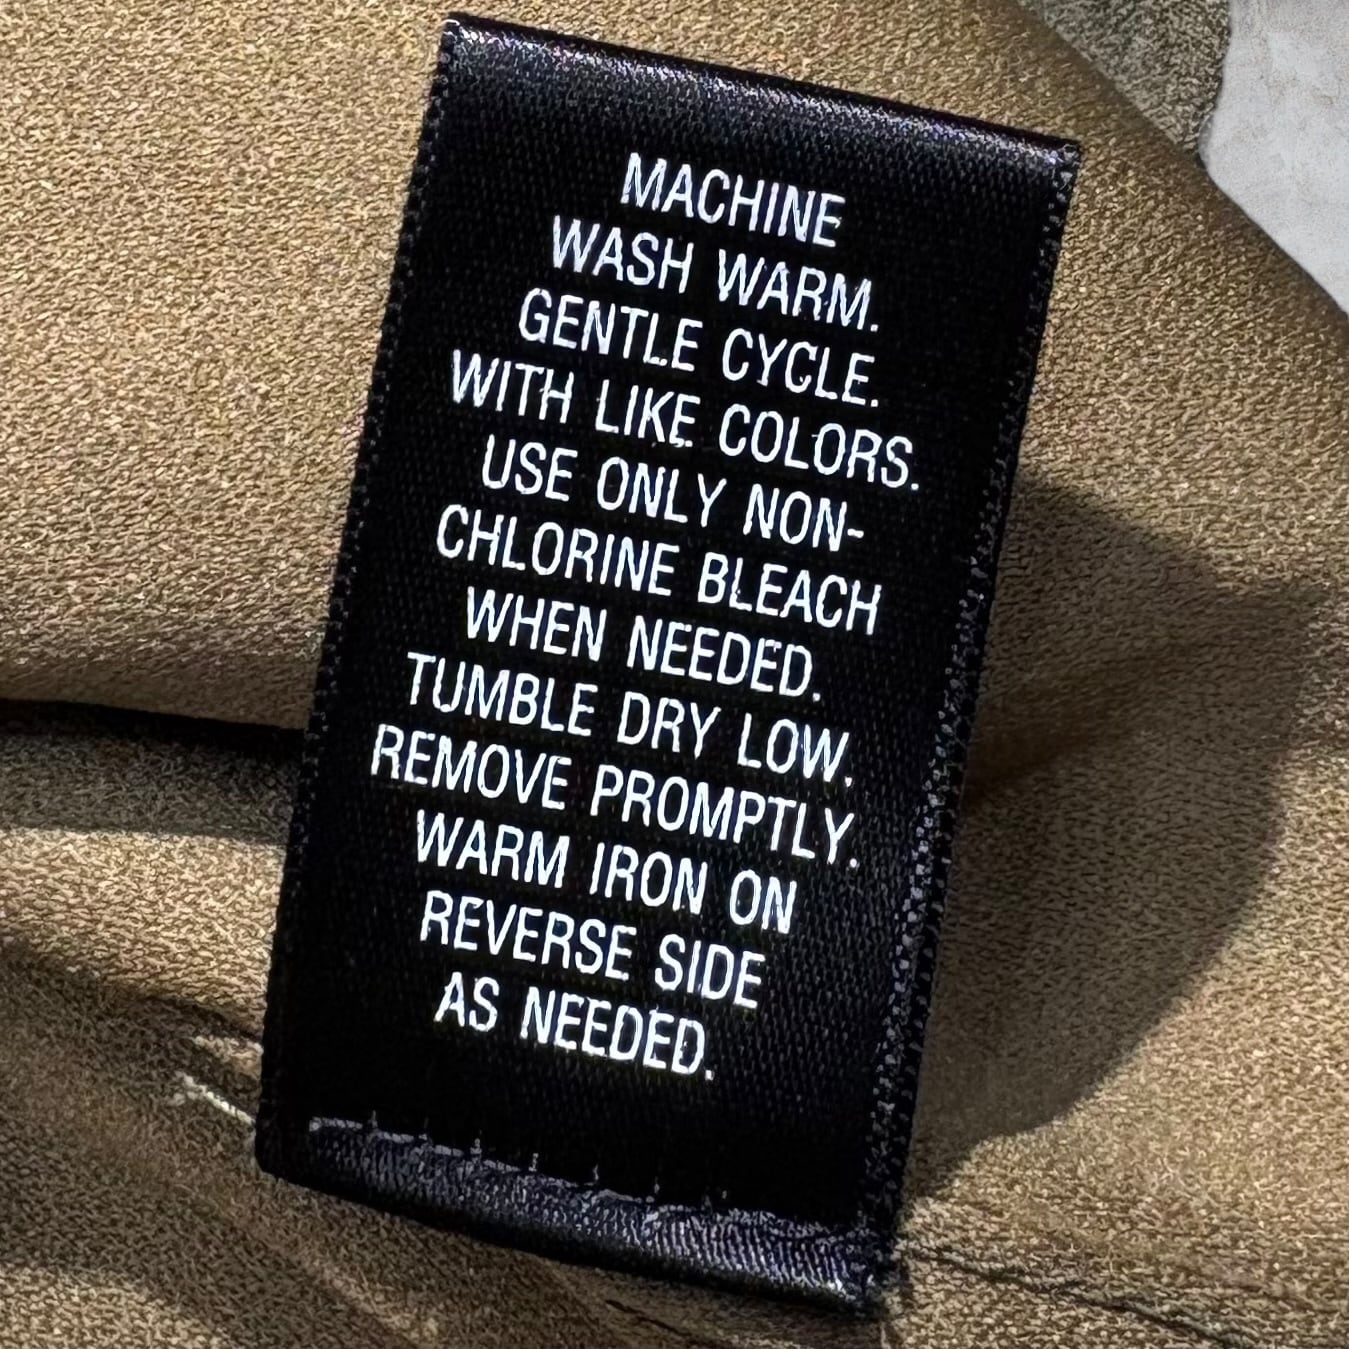 MACHINE
WASH WARM.
GENTLE CYCLE.
WITH LIKE COLORS.
USE ONLY NON-
CHLORINE BLEACH
WHEN NEEDED.
TUMBLE DRY LOW.
REMOVE PROMPTLY.
WARM IRON ON
REVERSE SIDE
AS NEEDED.